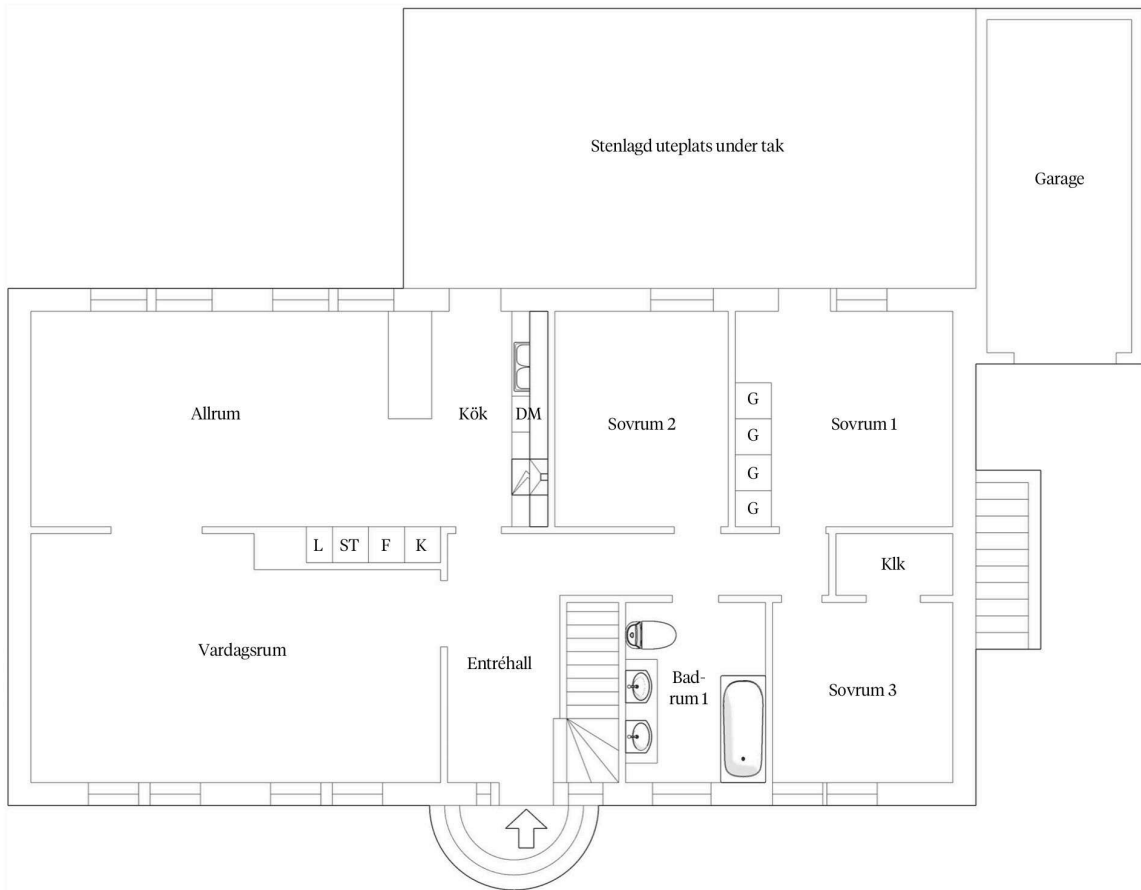 Stenlagd uteplats under tak
Garage
Allrum
Kök
DM
Sovrum 2
G
G
G
G
Sovrum 1
L ST F K
Klk
Vardagsrum
Entréhall
Bad-
rum 1
Sovrum 3